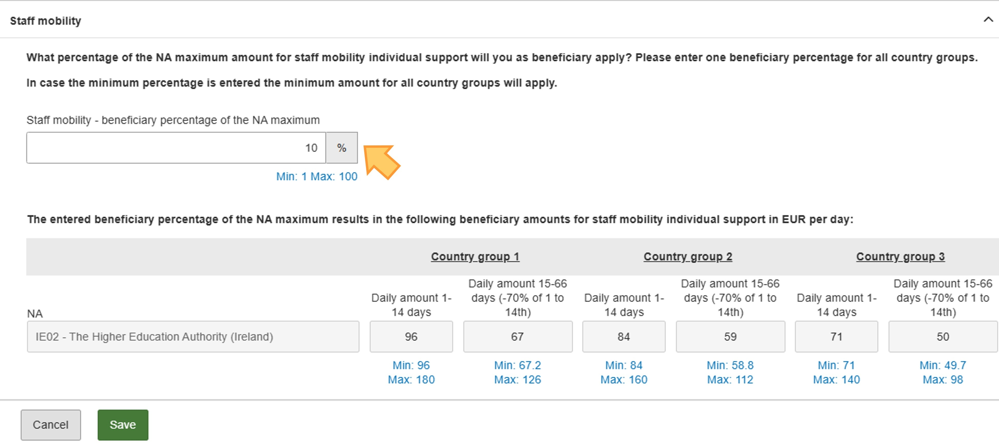 Staff mobility
What percentage of the NA maximum amount for staff mobility individual support will you as beneficiary apply? Please enter one beneficiary percentage for all country groups.
In case the minimum percentage is entered the minimum amount for all country groups will apply.
Staff mobility - beneficiary percentage of the NA maximum
10 %
Min: 1 Max: 100
The entered beneficiary percentage of the NA maximum results in the following beneficiary amounts for staff mobility individual support in EUR per day:
Country group 1 Country group 2 Country group 3
Daily amount 15-66 Daily amount 15-66 Daily amount 15-66
Daily amount 1- days (-70% of 1 to Daily amount 1- days (-70% of 1 to Daily amount 1- days (-70% of 1 to
NA 14 days 14th) 14 days 14th) 14 days 14th)
IE02 - The Higher Education Authority (Ireland) 96 67 84 59 71 50
Min: 96 Min: 67.2 Min: 84 Min: 58.8 Min: 71 Min: 49.7
Max: 180 Max: 126 Max: 160 Max: 112 Max: 140 Max: 98
Cancel Save